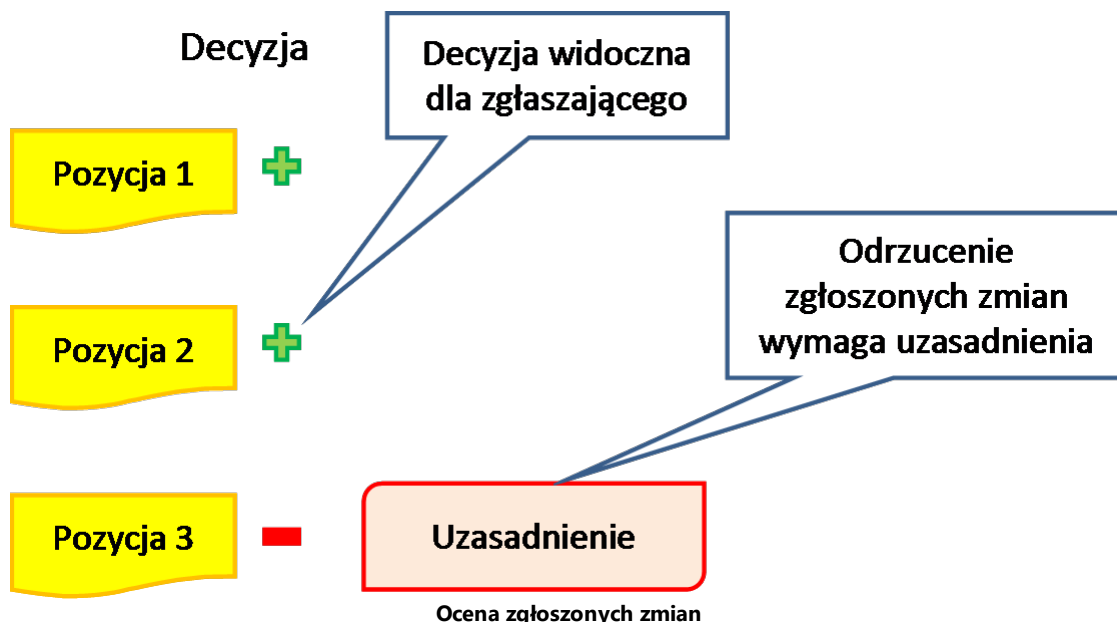 Decyzja
Decyzja widoczna
dla zgłaszającego
Pozycja 1
Odrzucenie
zgłoszonych zmian
wymaga uzasadnienia
Pozycja 2
Pozycja 3
Uzasadnienie
Ocena zgłoszonych zmian